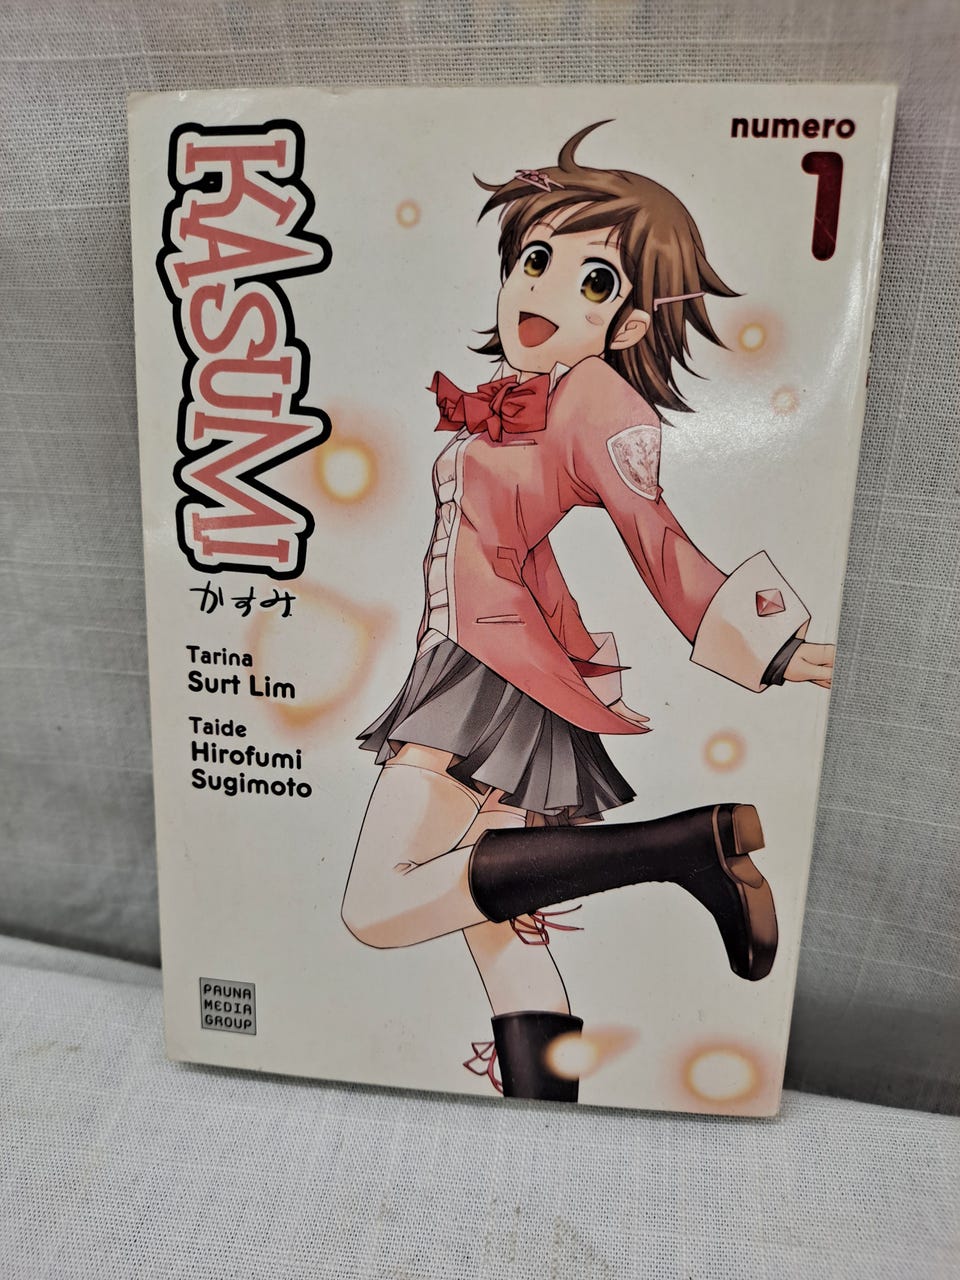 KASUMI
かすみ
numero
1
Tarina
Surt Lim
Taide
Hirofumi
Sugimoto
PAUNA
MEDIA
GROUP